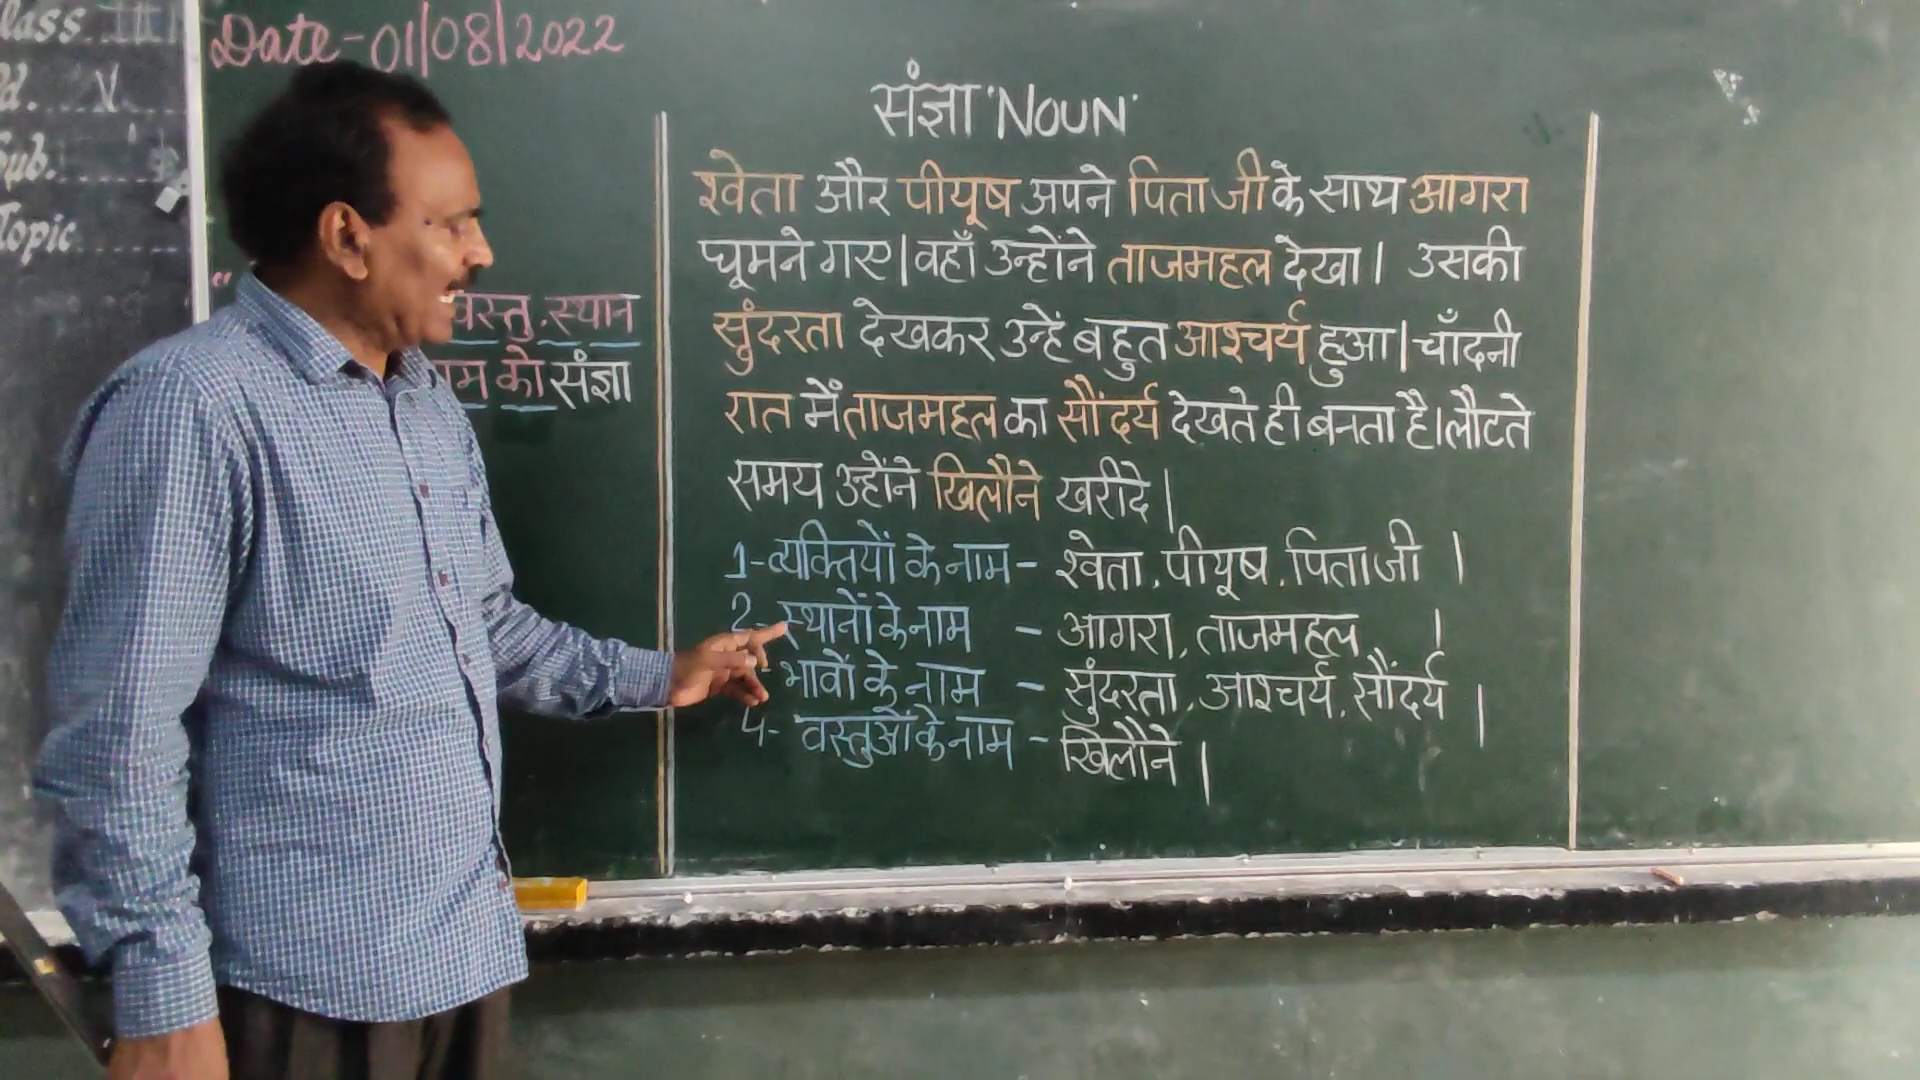 Class III
Pd. V
Sub.
Topic
Date-01/08/2022
वस्तु, स्थान
को संज्ञा
संज्ञा 'NOUN'
श्वेता और पीयूष अपने पिताजी के साथ आगरा
घूमने गए। वहाँ उन्होंने ताजमहल देखा। उसकी
सुंदरता देखकर उन्हें बहुत आश्चर्य हुआ। चाँदनी
रात में ताजमहल का सौंदर्य देखते ही बनता है। लौटते
समय उन्होंने खिलौने खरीदे।
1-व्यक्तियों के नाम- श्वेता, पीयूष, पिताजी ।
2-स्थानों के नाम - आगरा, ताजमहल ।
भावों के नाम - सुंदरता, आश्चर्य, सौंदर्य ।
4- वस्तुओं के नाम - खिलौने ।